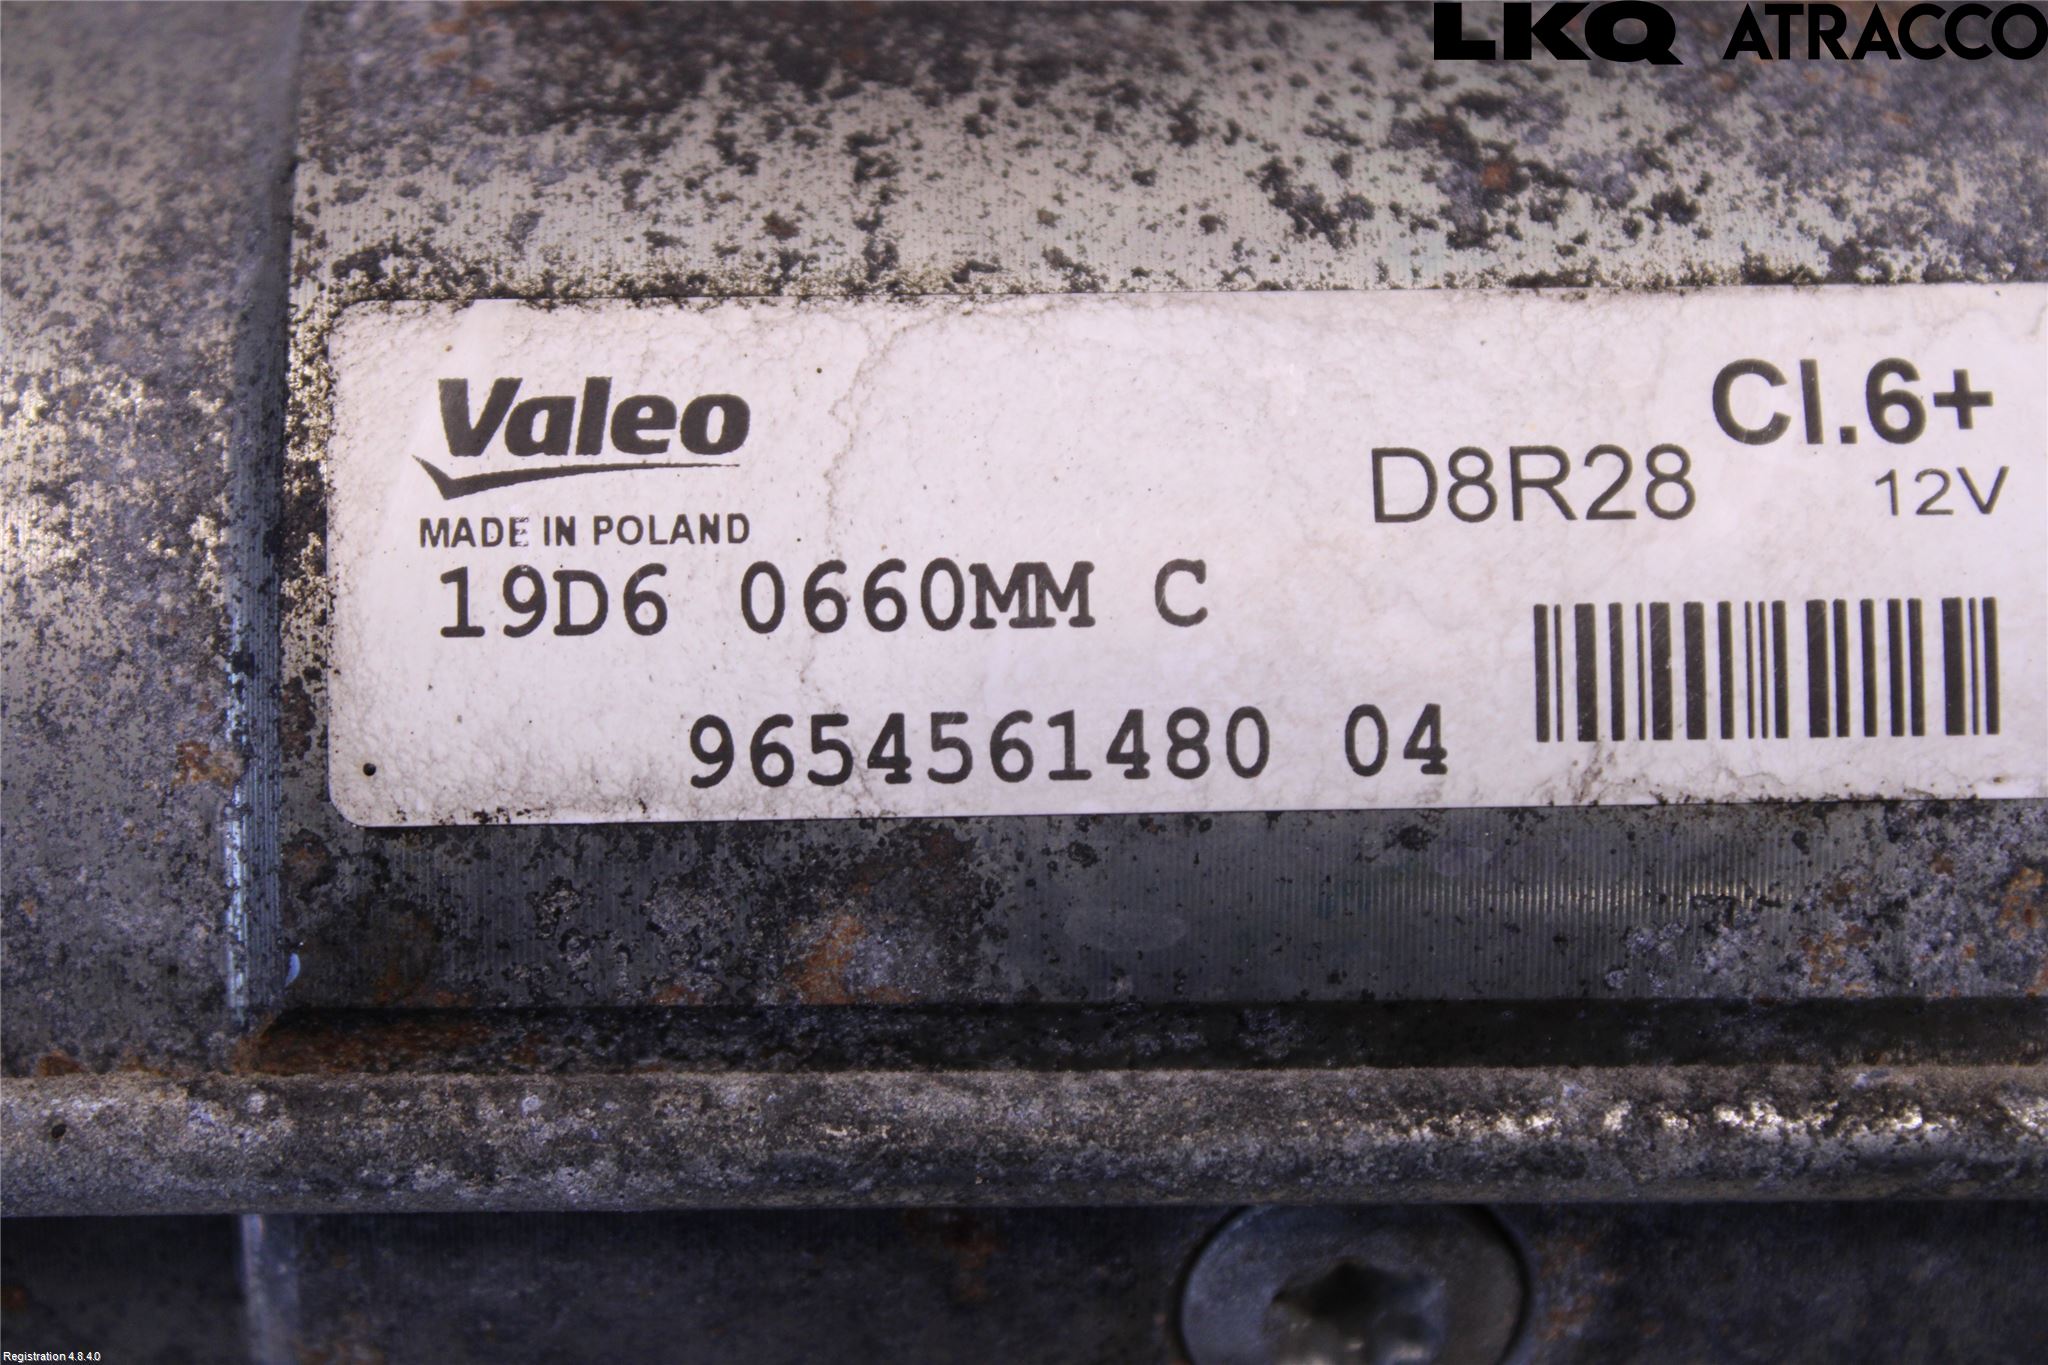 LKQ ATRACCO
Valeo
Cl.6+
D8R28
12V
MADE IN POLAND
19D6 0660MM C
9654561480 04
Registration 4.8.4.0